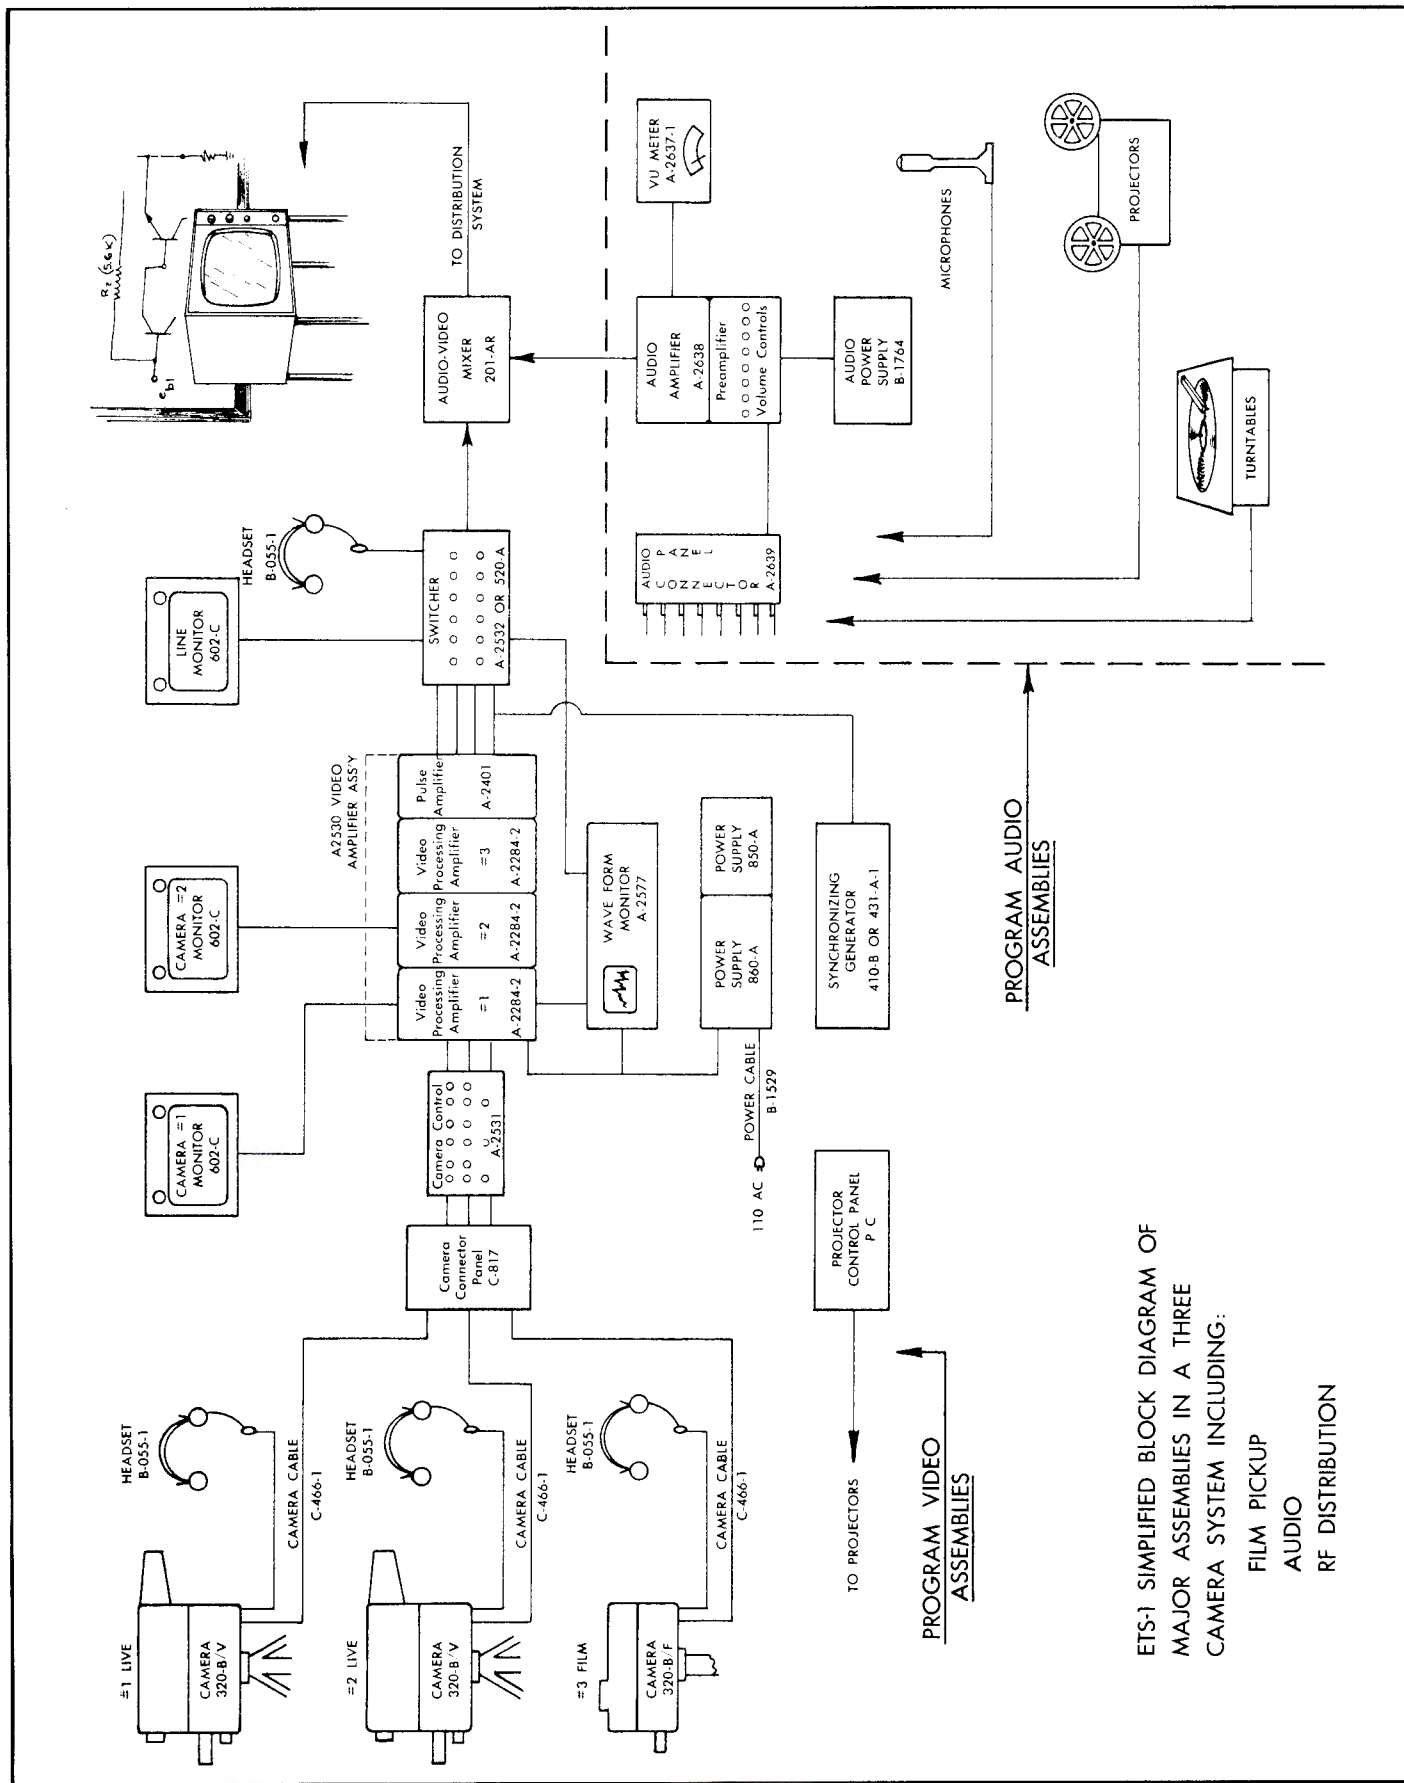 #1 LIVE
CAMERA
320-B/V
HEADSET
B-055-1
CAMERA CABLE
C-466-1
#2 LIVE
CAMERA
320-B/V
HEADSET
B-055-1
CAMERA CABLE
C-466-1
#3 FILM
CAMERA
320-B/F
HEADSET
B-055-1
CAMERA CABLE
C-466-1
Camera
Connector
Panel
C-817
Camera Control
A-2531
CAMERA #1
MONITOR
602-C
CAMERA #2
MONITOR
602-C
LINE
MONITOR
602-C
A2530 VIDEO
AMPLIFIER ASS'Y
Video
Processing
Amplifier
#1
A-2284-2
Video
Processing
Amplifier
#2
A-2284-2
Video
Processing
Amplifier
#3
A-2284-2
Pulse
Amplifier
A-2401
HEADSET
B-055-1
SWITCHER
A-2532 OR 520-A
AUDIO-VIDEO
MIXER
201-AR
TO DISTRIBUTION
SYSTEM
R2 (5.6K)
eb1
WAVE FORM
MONITOR
A-2577
110 AC
POWER CABLE
B-1529
POWER
SUPPLY
860-A
POWER
SUPPLY
850-A
SYNCHRONIZING
GENERATOR
410-B OR 431-A-1
PROJECTOR
CONTROL PANEL
P C
TO PROJECTORS
PROGRAM VIDEO
ASSEMBLIES
PROGRAM AUDIO
ASSEMBLIES
AUDIO
CONNECTOR
PANEL
A-2639
AUDIO
AMPLIFIER
A-2638
Preamplifier
Volume Controls
VU METER
A-2637-1
AUDIO
POWER
SUPPLY
B-1764
MICROPHONES
PROJECTORS
TURNTABLES
ETS-1 SIMPLIFIED BLOCK DIAGRAM OF
MAJOR ASSEMBLIES IN A THREE
CAMERA SYSTEM INCLUDING:
FILM PICKUP
AUDIO
RF DISTRIBUTION